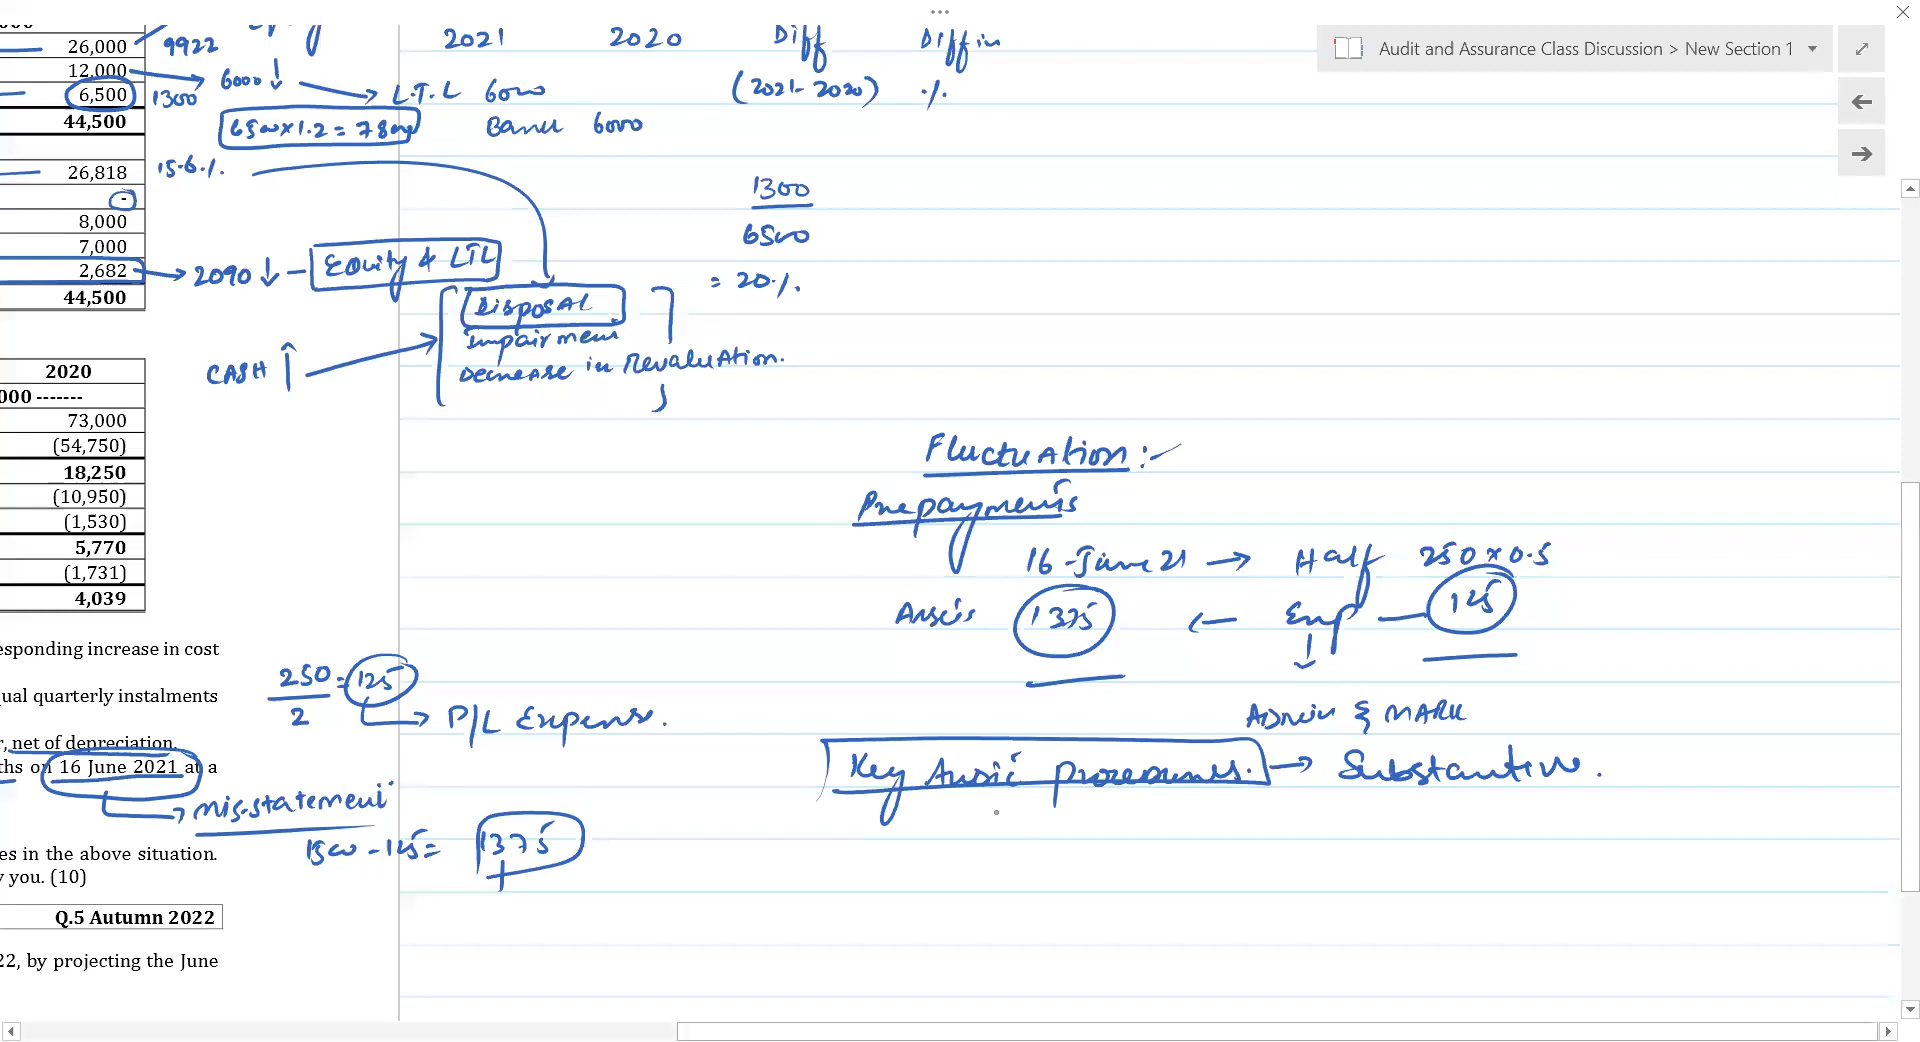 Audit and Assurance Class Discussion > New Section 1
26,000 9922
12,000 6000 ↓ → L.T.L 6000
6,500 1300
44,500 6500x1.2 = 7800 Bank 6000
2021 2020 Diff Diff in
(2021-2020) %
26,818 15.6%
-
8,000
7,000
2,682 → 2090 ↓ - Equity & LTL
44,500
1300
6500
= 20%
Disposal
impairment
Decrease in Revaluation.
CASH ↑
2020
000 -------
73,000
(54,750)
18,250
(10,950)
(1,530)
5,770
(1,731)
4,039
Fluctuation :-
Prepayments
16-June 21 → Half 250 x 0.5
1375 ← Exp - 125
↓
Admin & MARK
Key Audit procedures. → Substantive.
esponding increase in cost
ual quarterly instalments
r, net of depreciation.
ths on 16 June 2021 at a
250 = 125
2
→ P/L Expense.
→ Mis-statement
1500 - 125 = 1375
es in the above situation.
y you. (10)
Q.5 Autumn 2022
22, by projecting the June